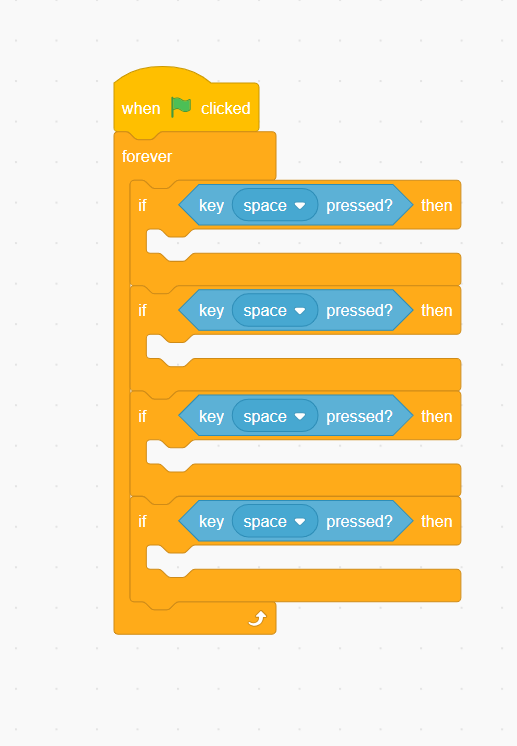 when clicked
forever
if key space pressed? then
if key space pressed? then
if key space pressed? then
if key space pressed? then